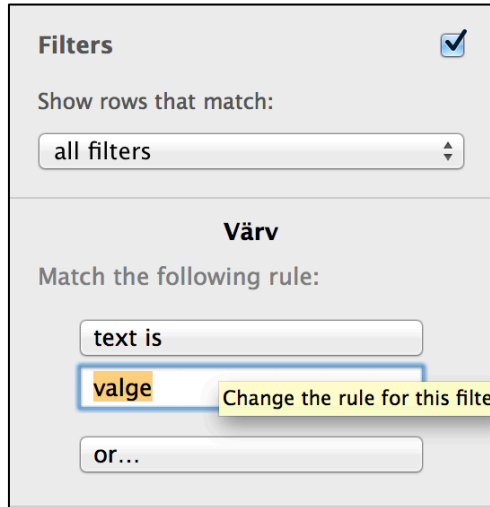 Filters
Show rows that match:
all filters
Värv
Match the following rule:
text is
valge
Change the rule for this filte
or…